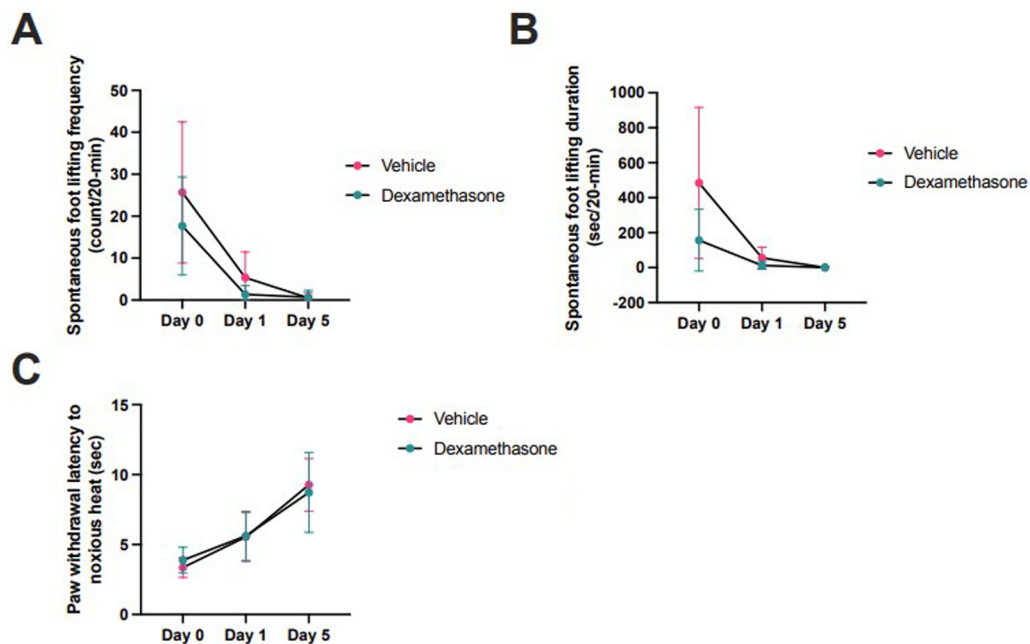 A
Spontaneous foot lifting frequency
(count/20-min)
50
40
30
20
10
0
Day 0 Day 1 Day 5
Vehicle
Dexamethasone
B
Spontaneous foot lifting duration
(sec/20-min)
1000
800
600
400
200
0
-200
Day 0 Day 1 Day 5
Vehicle
Dexamethasone
C
Paw withdrawal latency to
noxious heat (sec)
15
10
5
0
Day 0 Day 1 Day 5
Vehicle
Dexamethasone